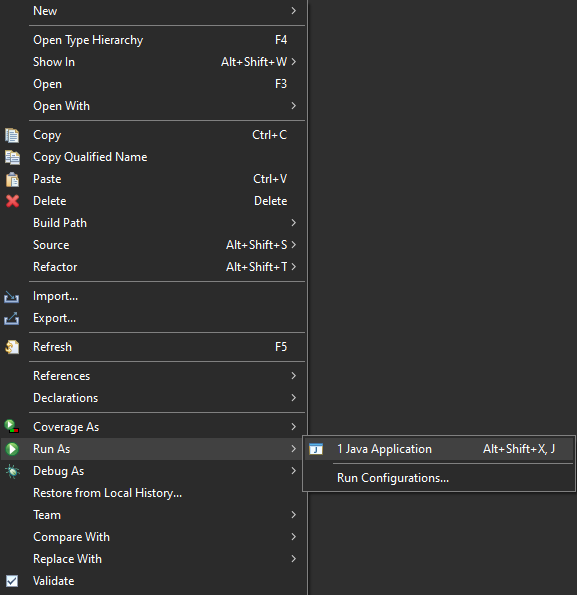 New
Open Type Hierarchy F4
Show In Alt+Shift+W
Open F3
Open With
Copy Ctrl+C
Copy Qualified Name
Paste Ctrl+V
Delete Delete
Build Path
Source Alt+Shift+S
Refactor Alt+Shift+T
Import...
Export...
Refresh F5
References
Declarations
Coverage As
Run As
1 Java Application Alt+Shift+X, J
Debug As
Run Configurations...
Restore from Local History...
Team
Compare With
Replace With
Validate